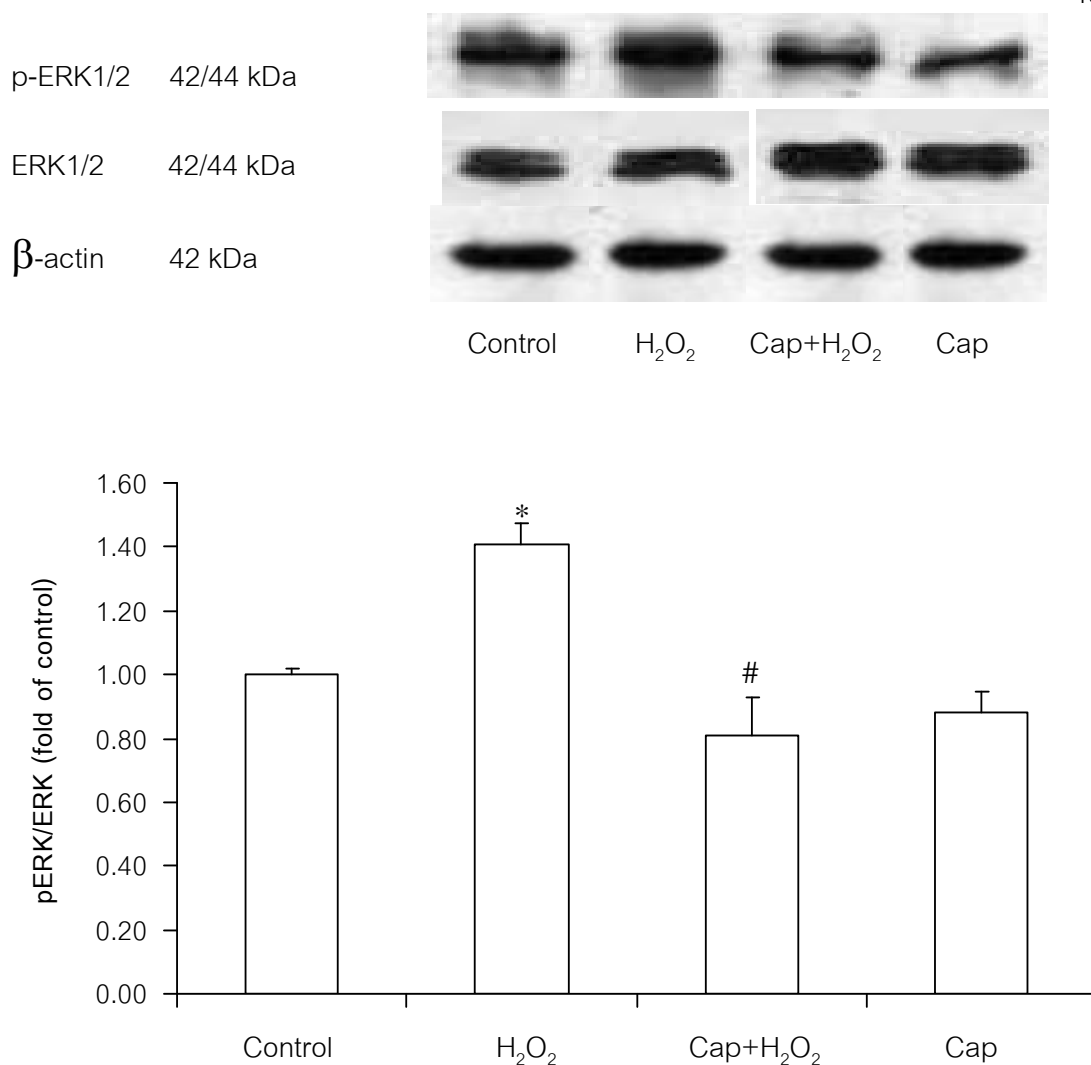 p-ERK1/2 42/44 kDa
ERK1/2 42/44 kDa
β-actin 42 kDa
Control H₂O₂ Cap+H₂O₂ Cap
1.60
1.40
1.20
1.00
0.80
0.60
0.40
0.20
0.00
pERK/ERK (fold of control)
*
#
Control H₂O₂ Cap+H₂O₂ Cap